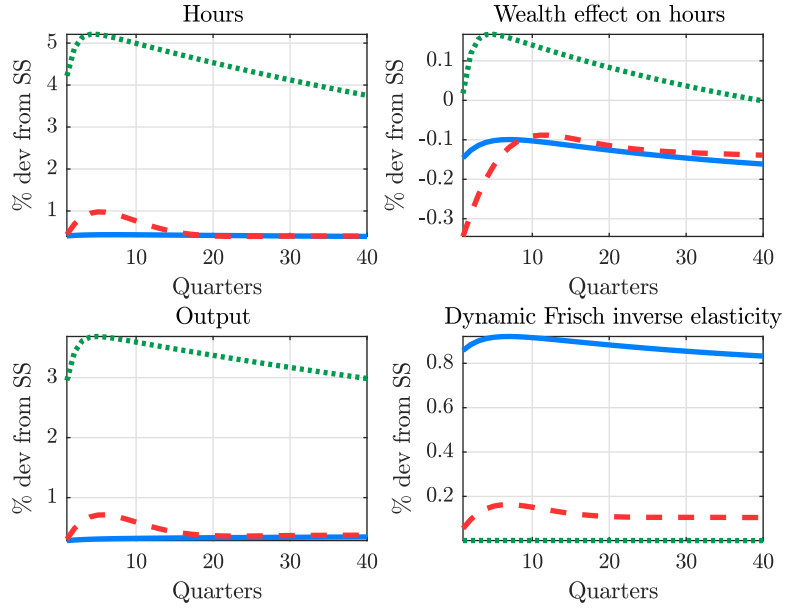 Hours
% dev from SS
5
4
3
2
1
10 20 30 40
Quarters
Wealth effect on hours
% dev from SS
0.1
0
-0.1
-0.2
-0.3
10 20 30 40
Quarters
Output
% dev from SS
3
2
1
10 20 30 40
Quarters
Dynamic Frisch inverse elasticity
% dev from SS
0.8
0.6
0.4
0.2
10 20 30 40
Quarters